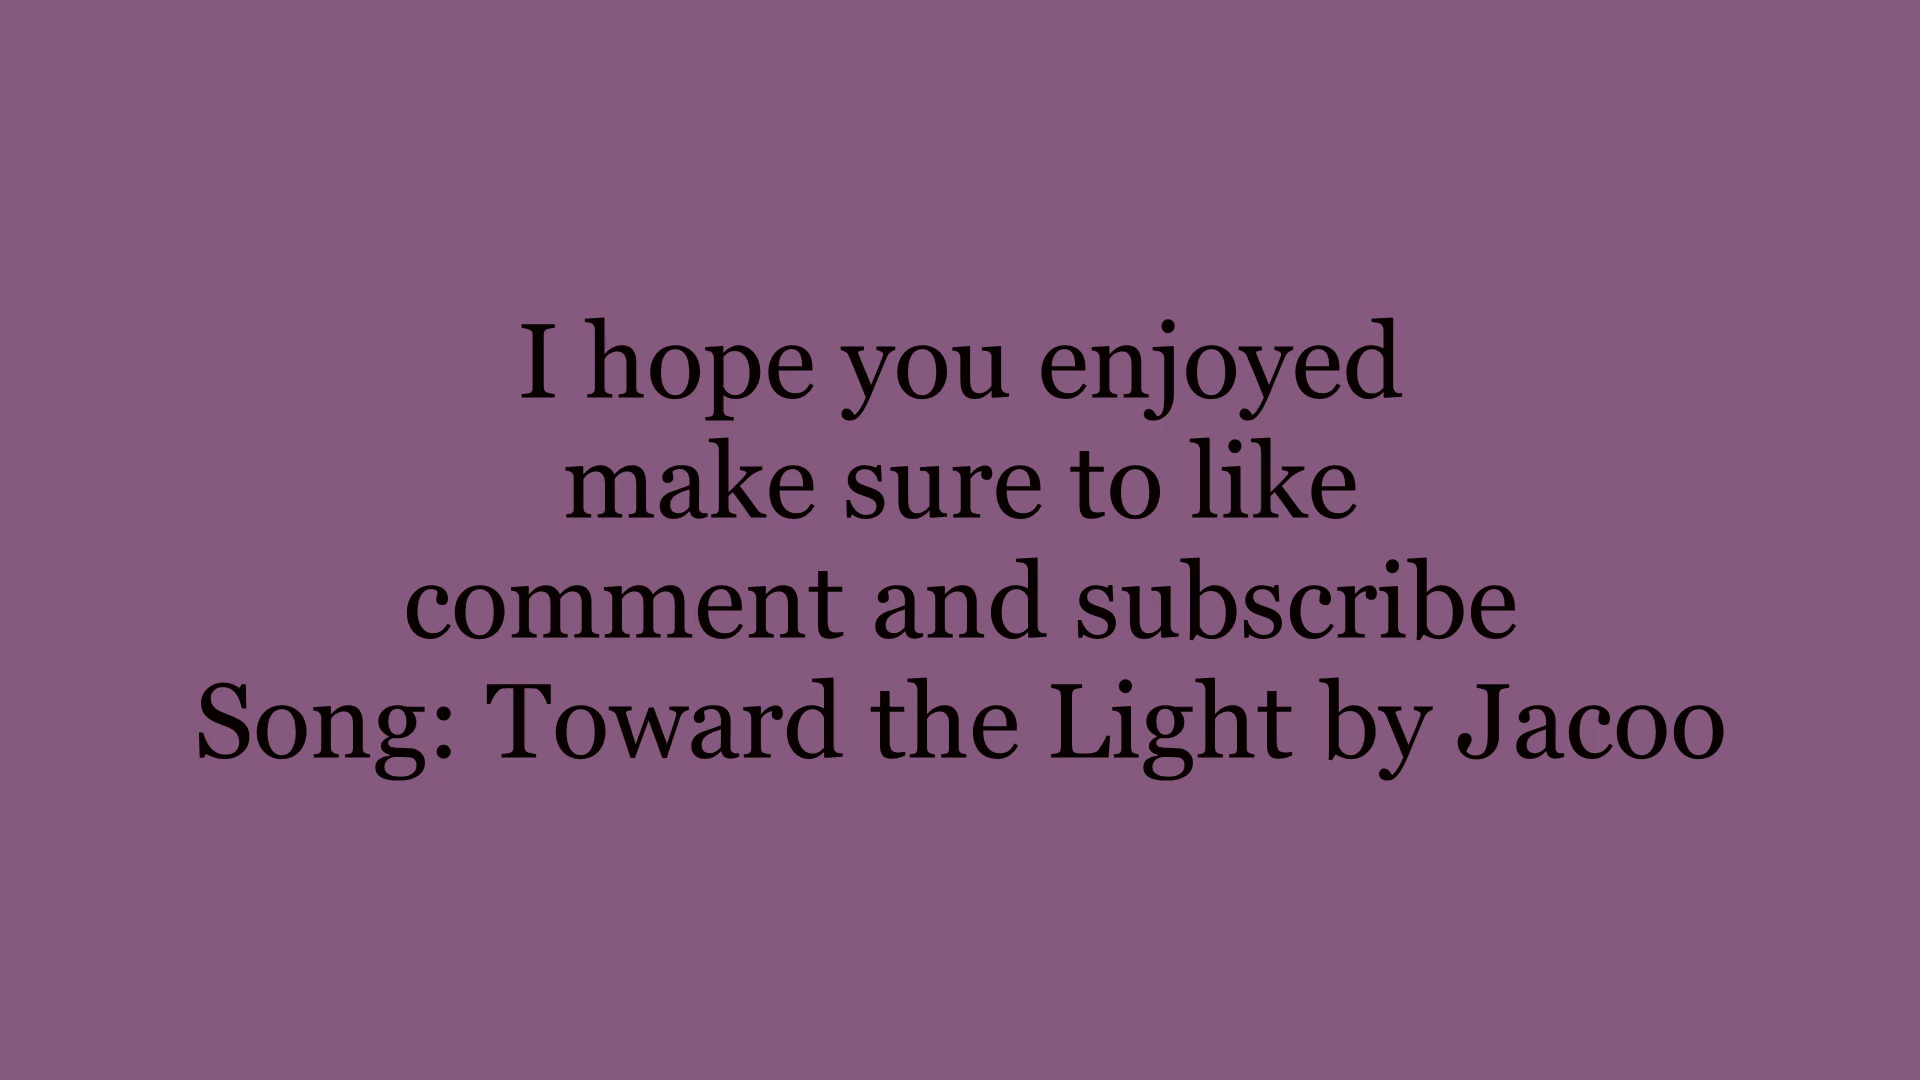 I hope you enjoyed
make sure to like
comment and subscribe
Song: Toward the Light by Jacoo